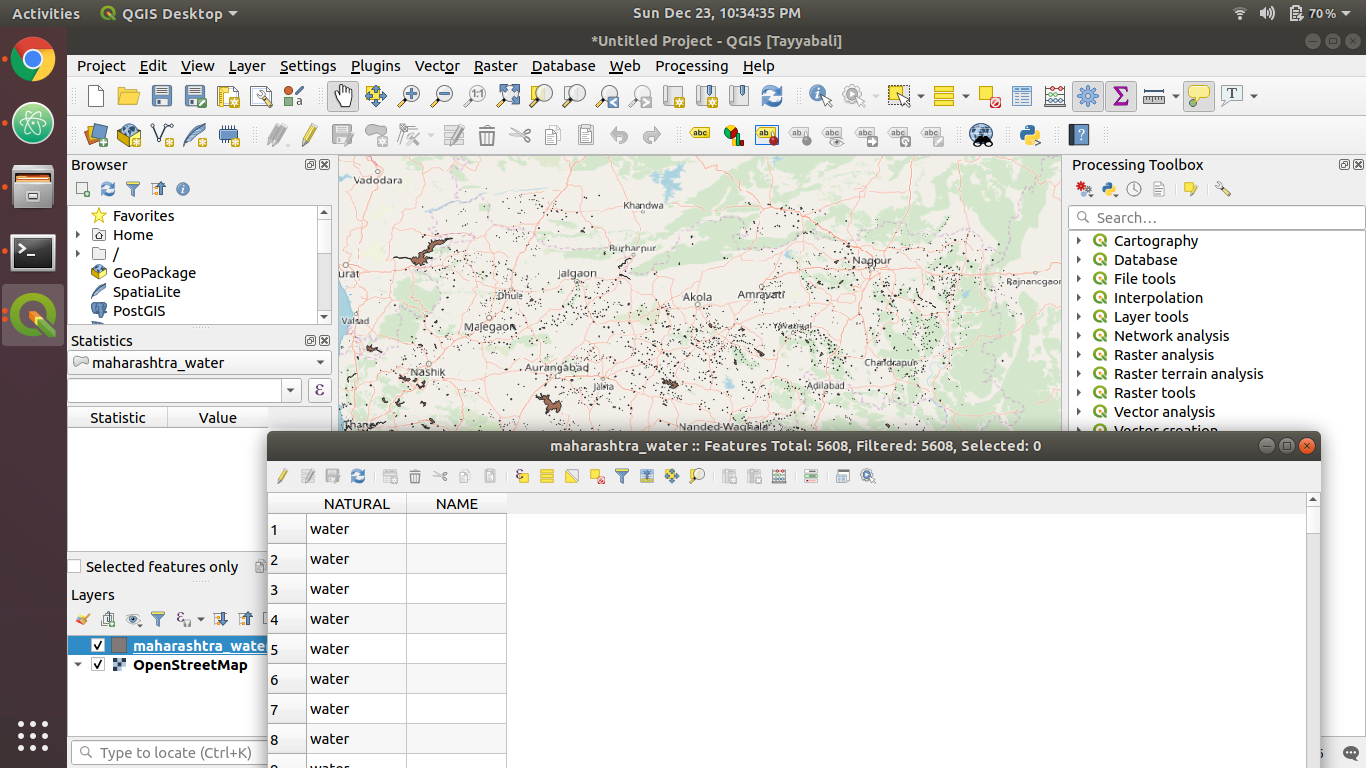 Activities QGIS Desktop Sun Dec 23, 10:34:35 PM 70%
*Untitled Project - QGIS [Tayyabali]
Project Edit View Layer Settings Plugins Vector Raster Database Web Processing Help
Browser
Favorites
Home
/
GeoPackage
SpatiaLite
PostGIS
Statistics
maharashtra_water
ε
Statistic Value
Selected features only
Layers
maharashtra_wate
OpenStreetMap
Type to locate (Ctrl+K)
Vadodara
Khandwa
Burhanpur
Nagpur
urat
Jalgaon
Rajnandgaon
Dhule
Akola
Amravati
Valsad
Malegaon
Yavatmal
Nashik
Aurangabad
Chandrapur
Jalna
Adilabad
Thane
Nanded-Waghala
Processing Toolbox
Search…
Cartography
Database
File tools
Interpolation
Layer tools
Network analysis
Raster analysis
Raster terrain analysis
Raster tools
Vector analysis
Vector creation
maharashtra_water :: Features Total: 5608, Filtered: 5608, Selected: 0
NATURAL NAME
1 water
2 water
3 water
4 water
5 water
6 water
7 water
8 water
9 water